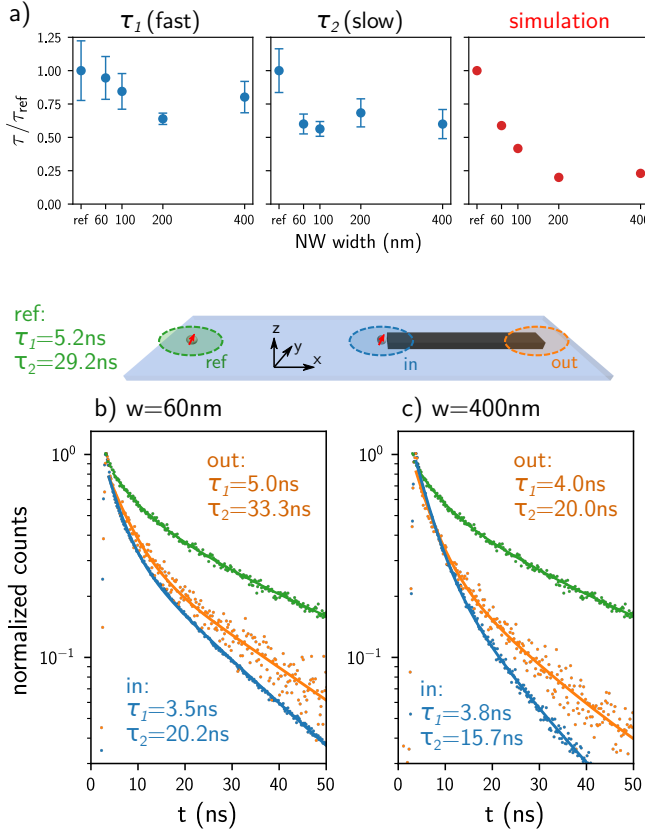 a)
τ1 (fast)
τ2 (slow)
simulation
τ/τref
1.25
1.00
0.75
0.50
0.25
0.00
ref 60 100 200 400
ref 60 100 200 400
ref 60 100 200 400
NW width (nm)
ref:
τ1=5.2ns
τ2=29.2ns
ref
z
y
x
in
out
b) w=60nm
c) w=400nm
normalized counts
10⁰
10⁻¹
out:
τ1=5.0ns
τ2=33.3ns
in:
τ1=3.5ns
τ2=20.2ns
0 10 20 30 40 50
t (ns)
10⁰
10⁻¹
out:
τ1=4.0ns
τ2=20.0ns
in:
τ1=3.8ns
τ2=15.7ns
0 10 20 30 40 50
t (ns)